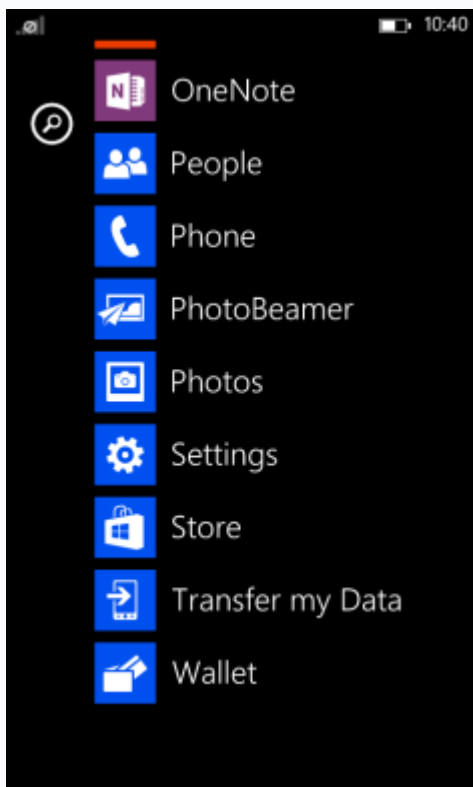 10:40
OneNote
People
Phone
PhotoBeamer
Photos
Settings
Store
Transfer my Data
Wallet